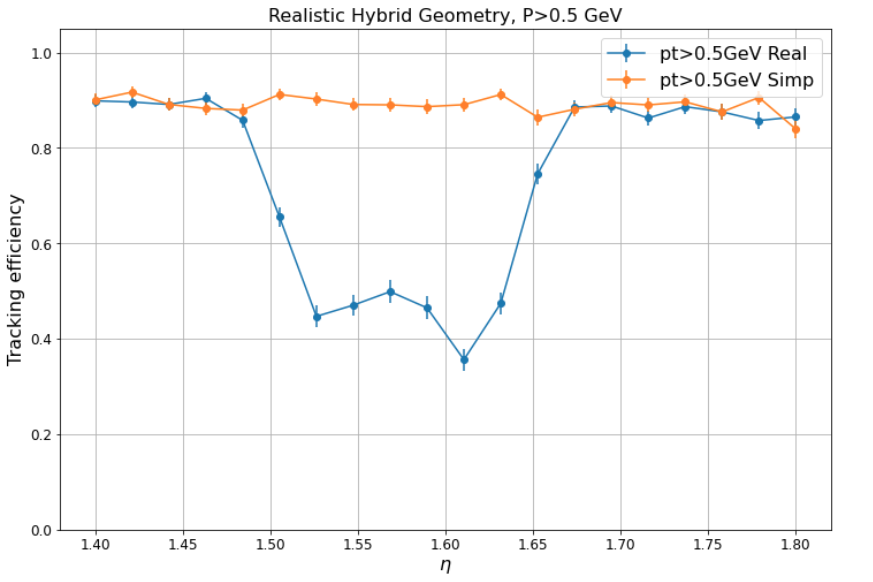 Realistic Hybrid Geometry, P>0.5 GeV
pt>0.5GeV Real
pt>0.5GeV Simp
1.0
0.8
0.6
0.4
0.2
0.0
Tracking efficiency
1.40 1.45 1.50 1.55 1.60 1.65 1.70 1.75 1.80
η